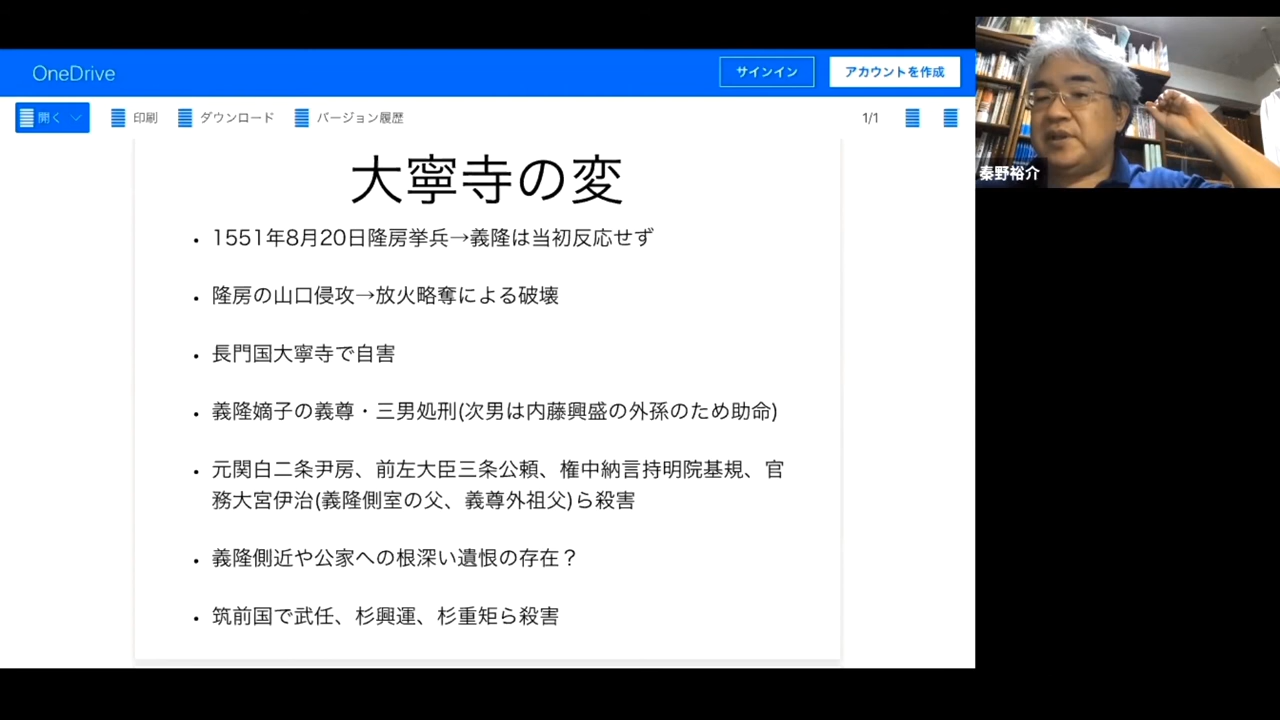 OneDrive
サインイン
アカウントを作成
開く
印刷
ダウンロード
バージョン履歴
1/1
大寧寺の変
• 1551年8月20日隆房挙兵→義隆は当初反応せず
• 隆房の山口侵攻→放火略奪による破壊
• 長門国大寧寺で自害
• 義隆嫡子の義尊・三男処刑(次男は内藤興盛の外孫のため助命)
• 元関白二条尹房、前左大臣三条公頼、権中納言持明院基規、官
務大宮伊治(義隆側室の父、義尊外祖父)ら殺害
• 義隆側近や公家への根深い遺恨の存在？
• 筑前国で武任、杉興運、杉重矩ら殺害
秦野裕介